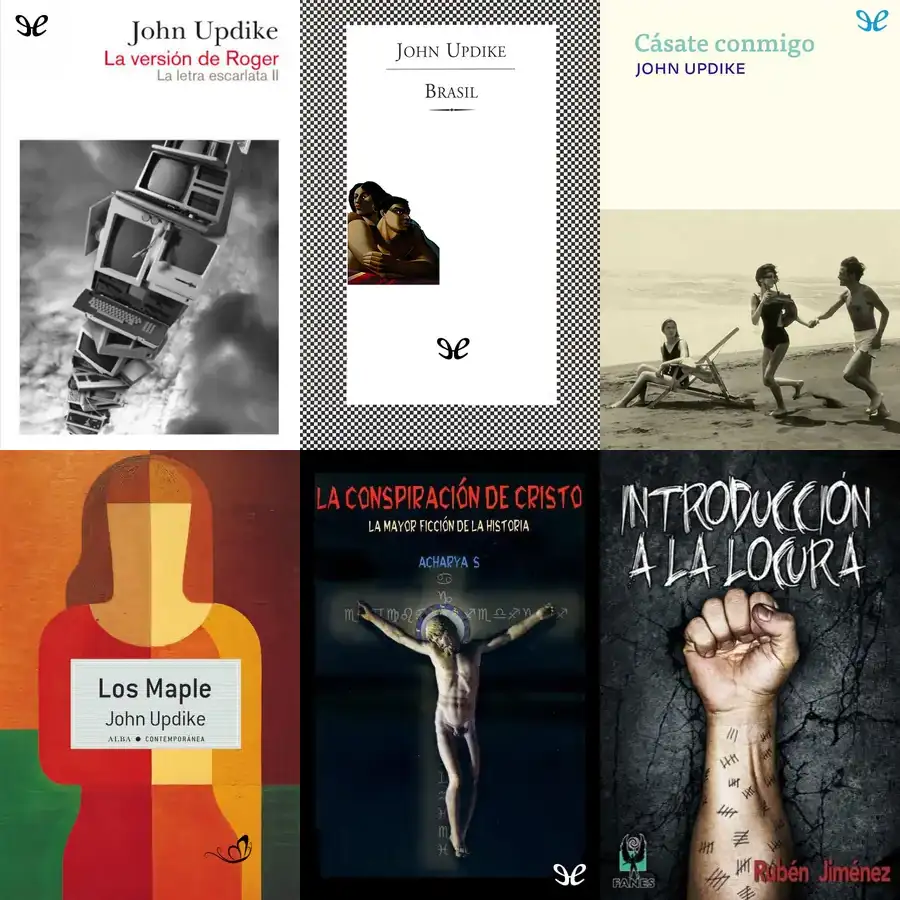 John Updike
La versión de Roger
La letra escarlata II
JOHN UPDIKE
BRASIL
Cásate conmigo
JOHN UPDIKE
Los Maple
John Updike
ALBA ● CONTEMPORÁNEA
LA CONSPIRACIÓN DE CRISTO
LA MAYOR FICCIÓN DE LA HISTORIA
ACHARYA S
INTRODUCCIÓN
A LA LOCURA
FANES
Rubén Jiménez